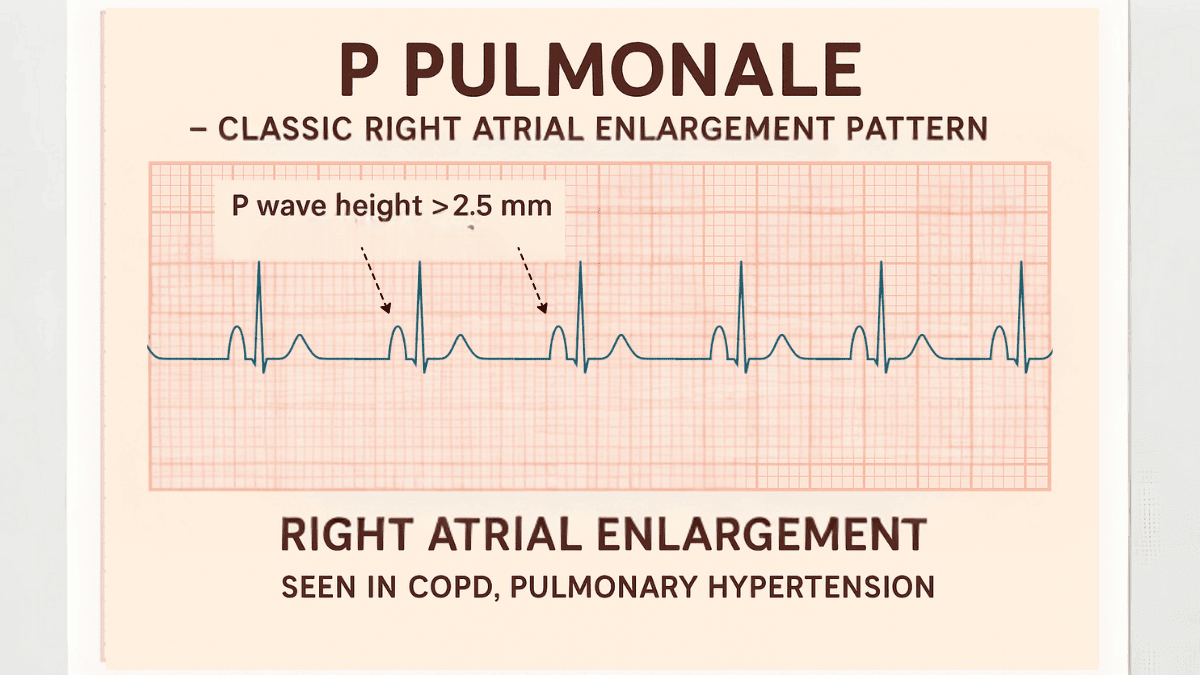 P PULMONALE
– CLASSIC RIGHT ATRIAL ENLARGEMENT PATTERN
P wave height >2.5 mm
RIGHT ATRIAL ENLARGEMENT
SEEN IN COPD, PULMONARY HYPERTENSION